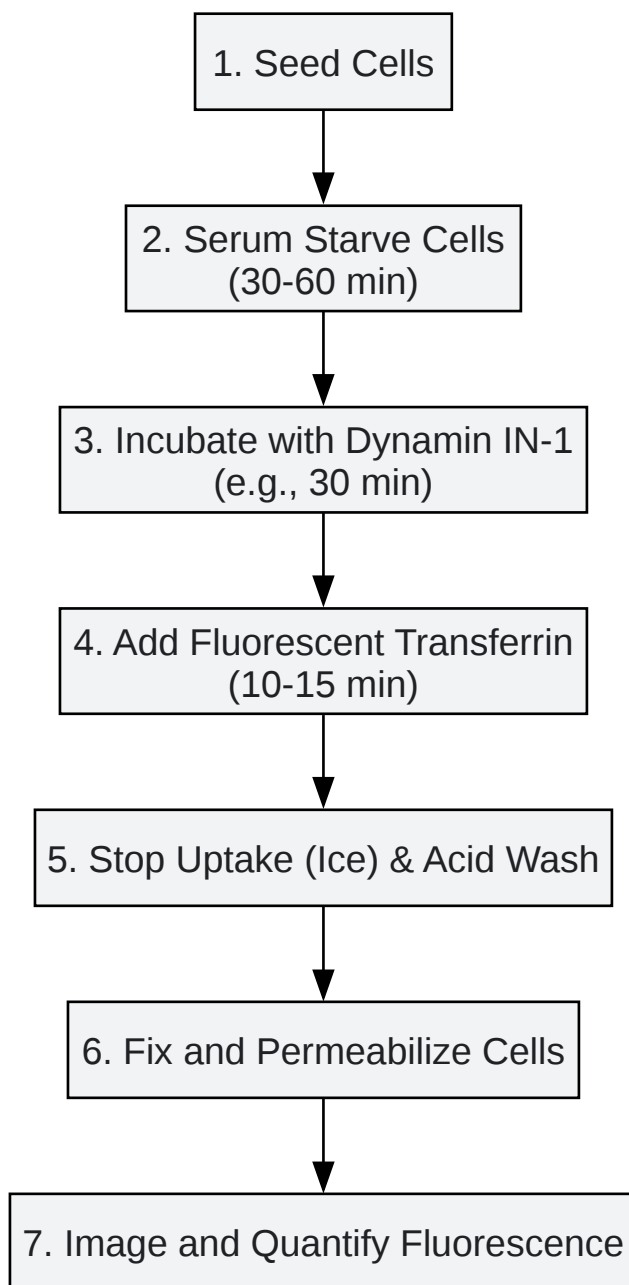 1. Seed Cells
2. Serum Starve Cells
(30-60 min)
3. Incubate with Dynamin IN-1
(e.g., 30 min)
4. Add Fluorescent Transferrin
(10-15 min)
5. Stop Uptake (Ice) & Acid Wash
6. Fix and Permeabilize Cells
7. Image and Quantify Fluorescence